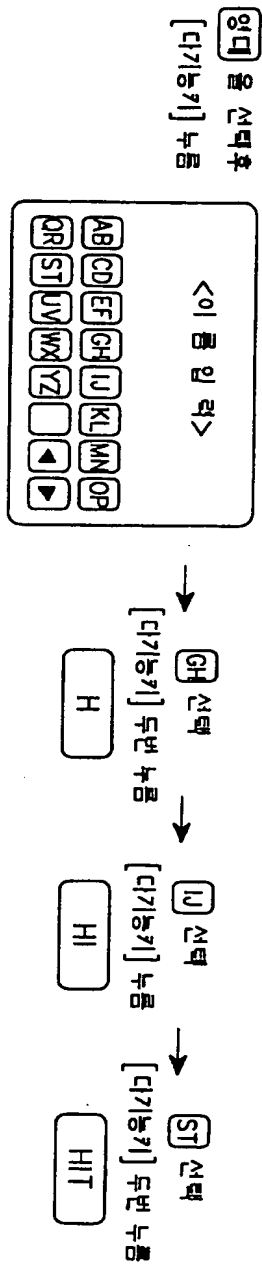 영대 을 선택후
[다기능키] 누름
<이름입력>
AB CD EF GH IJ KL MN OP
QR ST UV WX YZ ◀ ▶
GH 선택
[다기능키] 두번 누름
H
IJ 선택
[다기능키] 누름
HI
ST 선택
[다기능키] 두번 누름
HIT